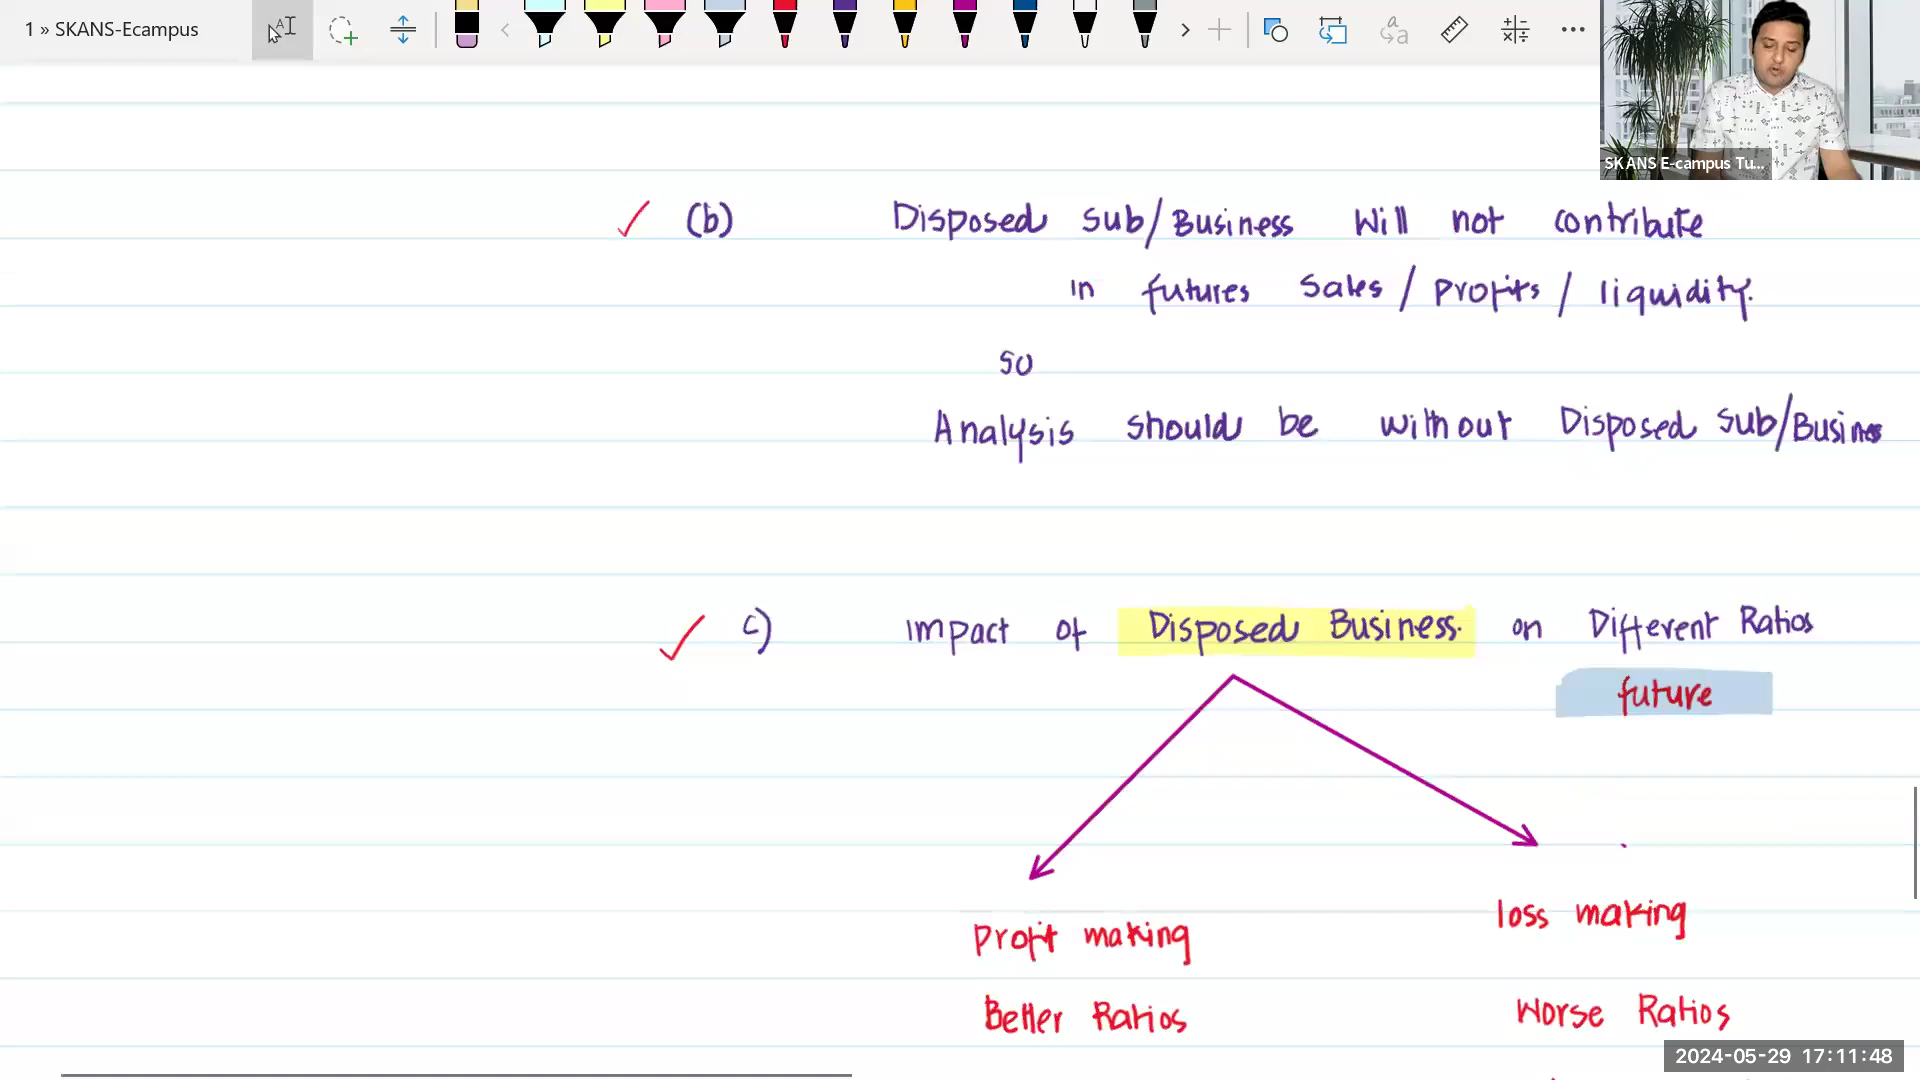 1 » SKANS-Ecampus
SKANS E-campus Tu...
(b) Disposed Sub/Business Will not contribute
in futures Sales / Profits / liquidity.
so
Analysis should be without Disposed Sub/Busines
c) Impact of Disposed Business. on Different Ratios
future
Profit making
loss making
Better Ratios
Worse Ratios
2024-05-29 17:11:48